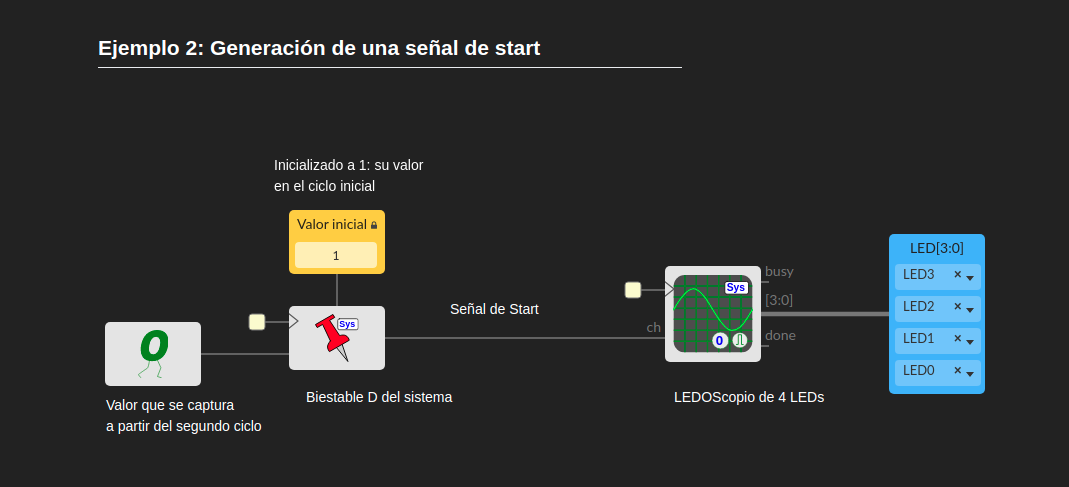 Ejemplo 2: Generación de una señal de start
Inicializado a 1: su valor
en el ciclo inicial
Valor inicial
1
Sys
0
Valor que se captura
a partir del segundo ciclo
Biestable D del sistema
Señal de Start
ch
Sys
0
busy
[3:0]
done
LEDOScopio de 4 LEDs
LED[3:0]
LED3
LED2
LED1
LED0